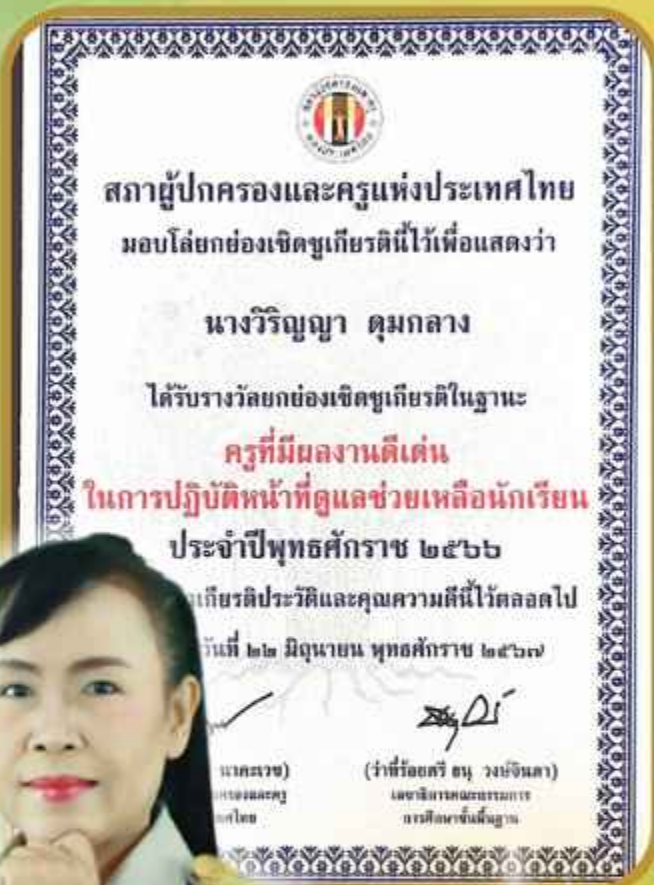 สภาผู้ปกครองและครูแห่งประเทศไทย
มอบโล่ยกย่องเชิดชูเกียรตินี้ไว้เพื่อแสดงว่า
นางวิริญญา ดุมกลาง
ได้รับรางวัลยกย่องเชิดชูเกียรติในฐานะ
ครูที่มีผลงานดีเด่น
ในการปฏิบัติหน้าที่ดูแลช่วยเหลือนักเรียน
ประจำปีพุทธศักราช ๒๕๖๖
เกียรติประวัติและคุณความดีนี้ไว้ตลอดไป
วันที่ ๒๒ มิถุนายน พุทธศักราช ๒๕๖๗
นาคะเวช) (ว่าที่ร้อยตรี ธนุ วงษ์จินดา)
เลขาธิการคณะกรรมการ
การศึกษาขั้นพื้นฐาน